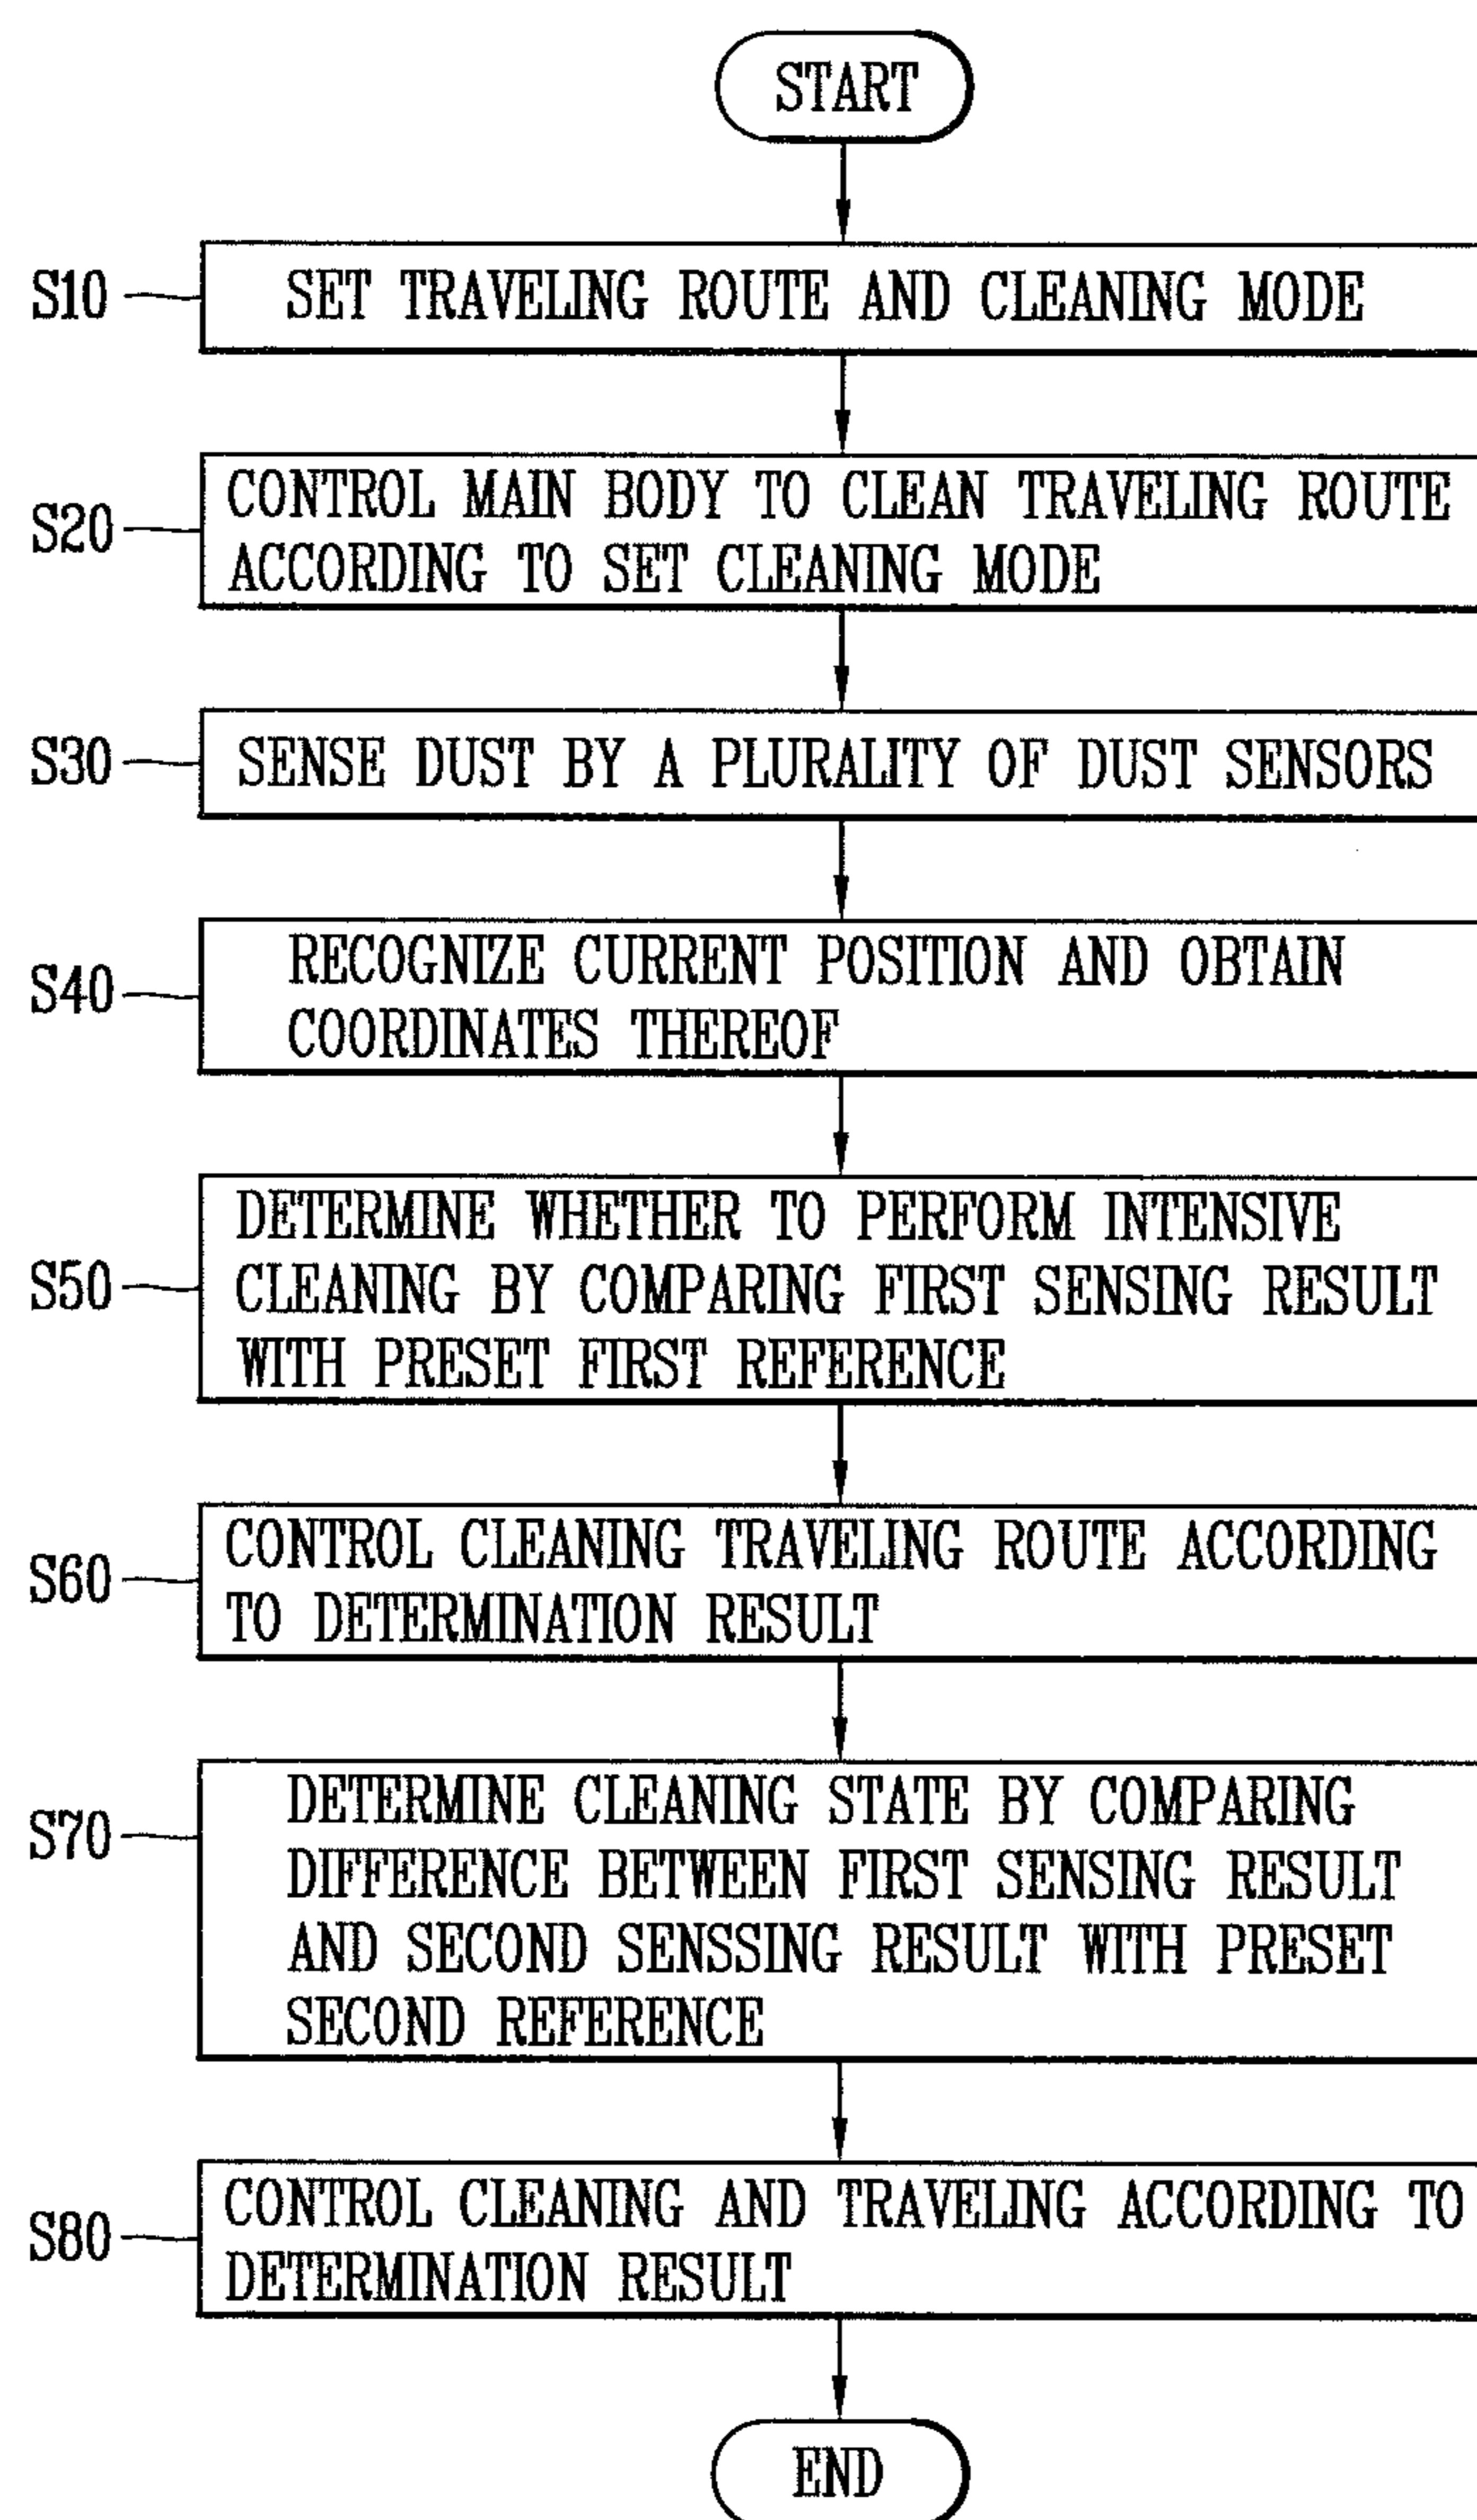 START
S10
SET TRAVELING ROUTE AND CLEANING MODE
S20
CONTROL MAIN BODY TO CLEAN TRAVELING ROUTE
ACCORDING TO SET CLEANING MODE
S30
SENSE DUST BY A PLURALITY OF DUST SENSORS
S40
RECOGNIZE CURRENT POSITION AND OBTAIN
COORDINATES THEREOF
S50
DETERMINE WHETHER TO PERFORM INTENSIVE
CLEANING BY COMPARING FIRST SENSING RESULT
WITH PRESET FIRST REFERENCE
S60
CONTROL CLEANING TRAVELING ROUTE ACCORDING
TO DETERMINATION RESULT
S70
DETERMINE CLEANING STATE BY COMPARING
DIFFERENCE BETWEEN FIRST SENSING RESULT
AND SECOND SENSSING RESULT WITH PRESET
SECOND REFERENCE
S80
CONTROL CLEANING AND TRAVELING ACCORDING TO
DETERMINATION RESULT
END